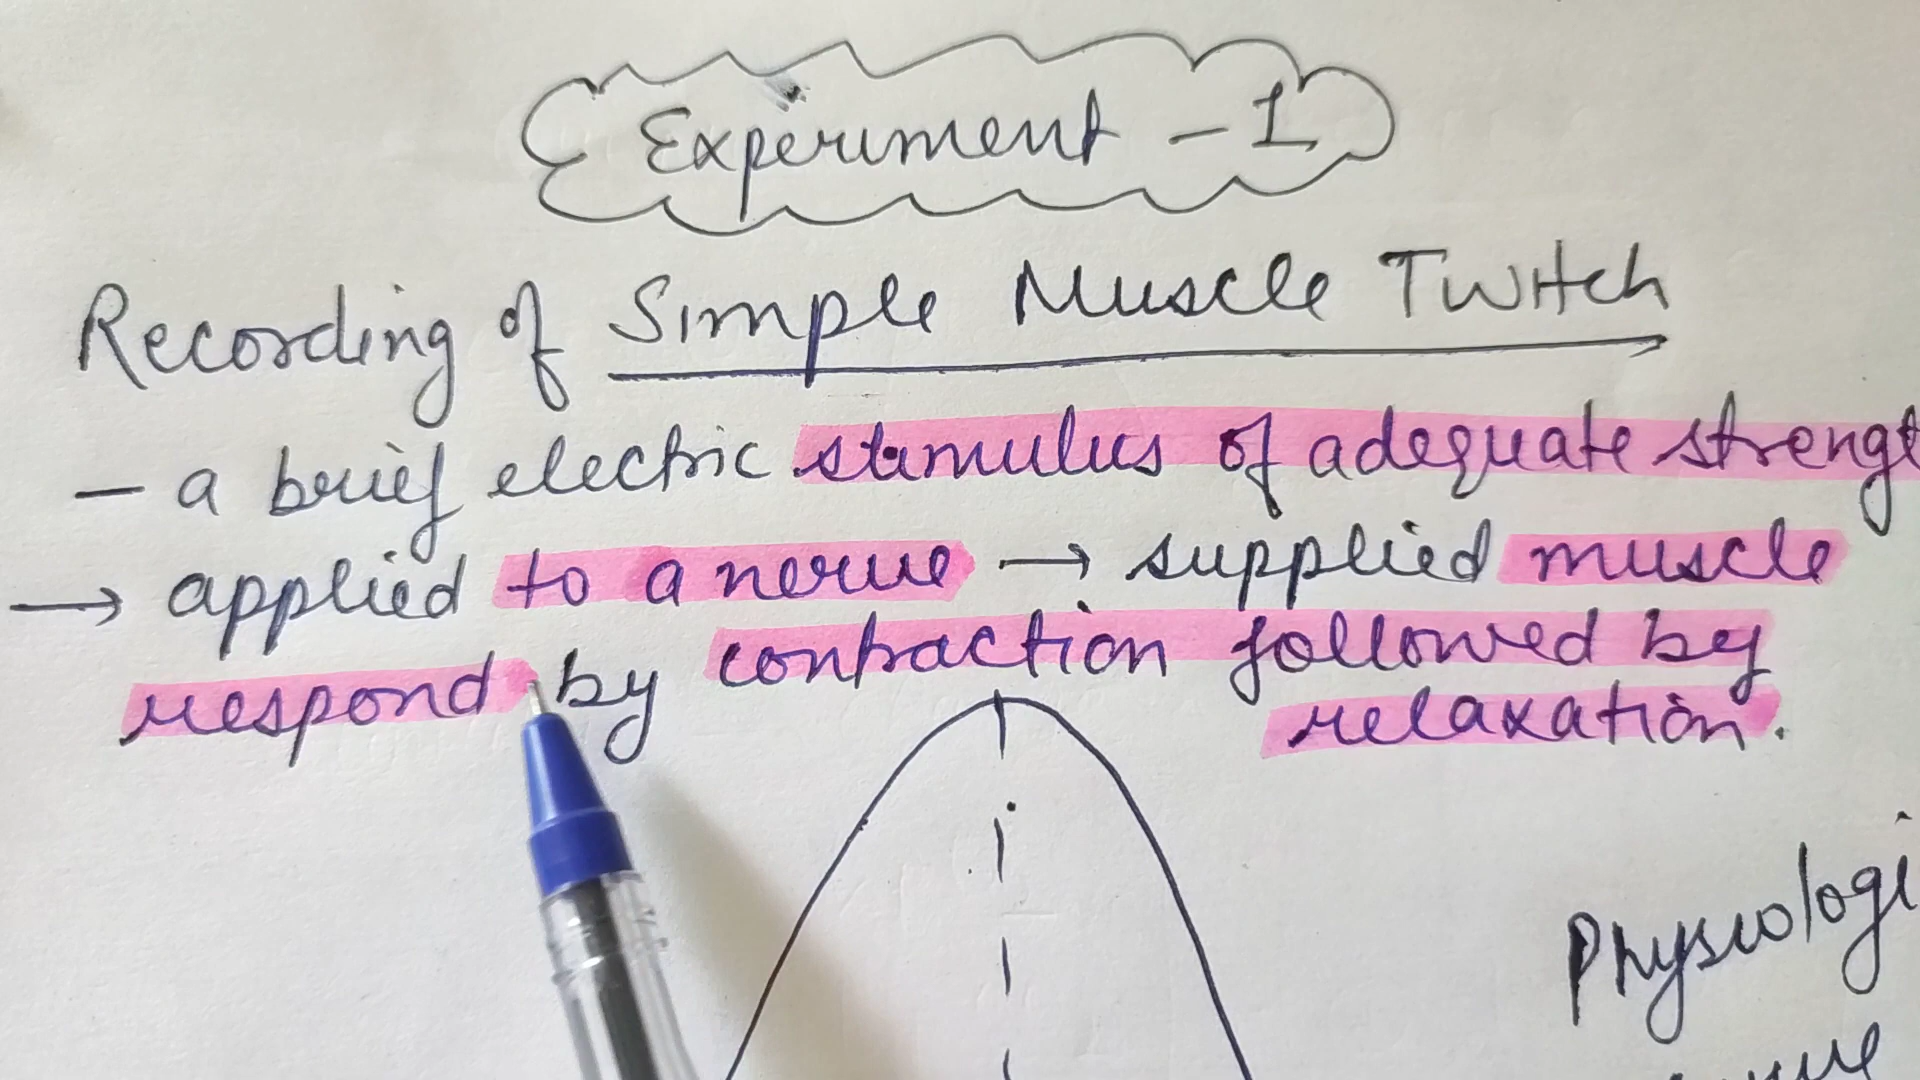 Experiment - 1
Recording of Simple Muscle Twitch
- a brief electric stimulus of adequate strengt
→ applied to a nerve → supplied muscle
respond by contraction followed by
relaxation.
Physiologi